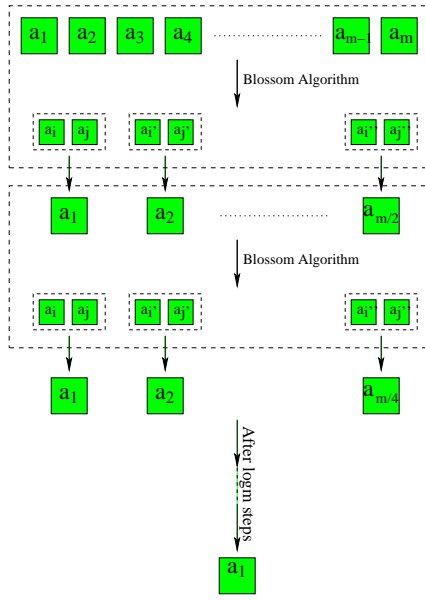 a1 a2 a3 a4 am−1 am
Blossom Algorithm
ai aj ai' aj' ai'' aj''
a1 a2 am/2
Blossom Algorithm
ai aj ai' aj' ai'' aj''
a1 a2 am/4
After logm steps
a1